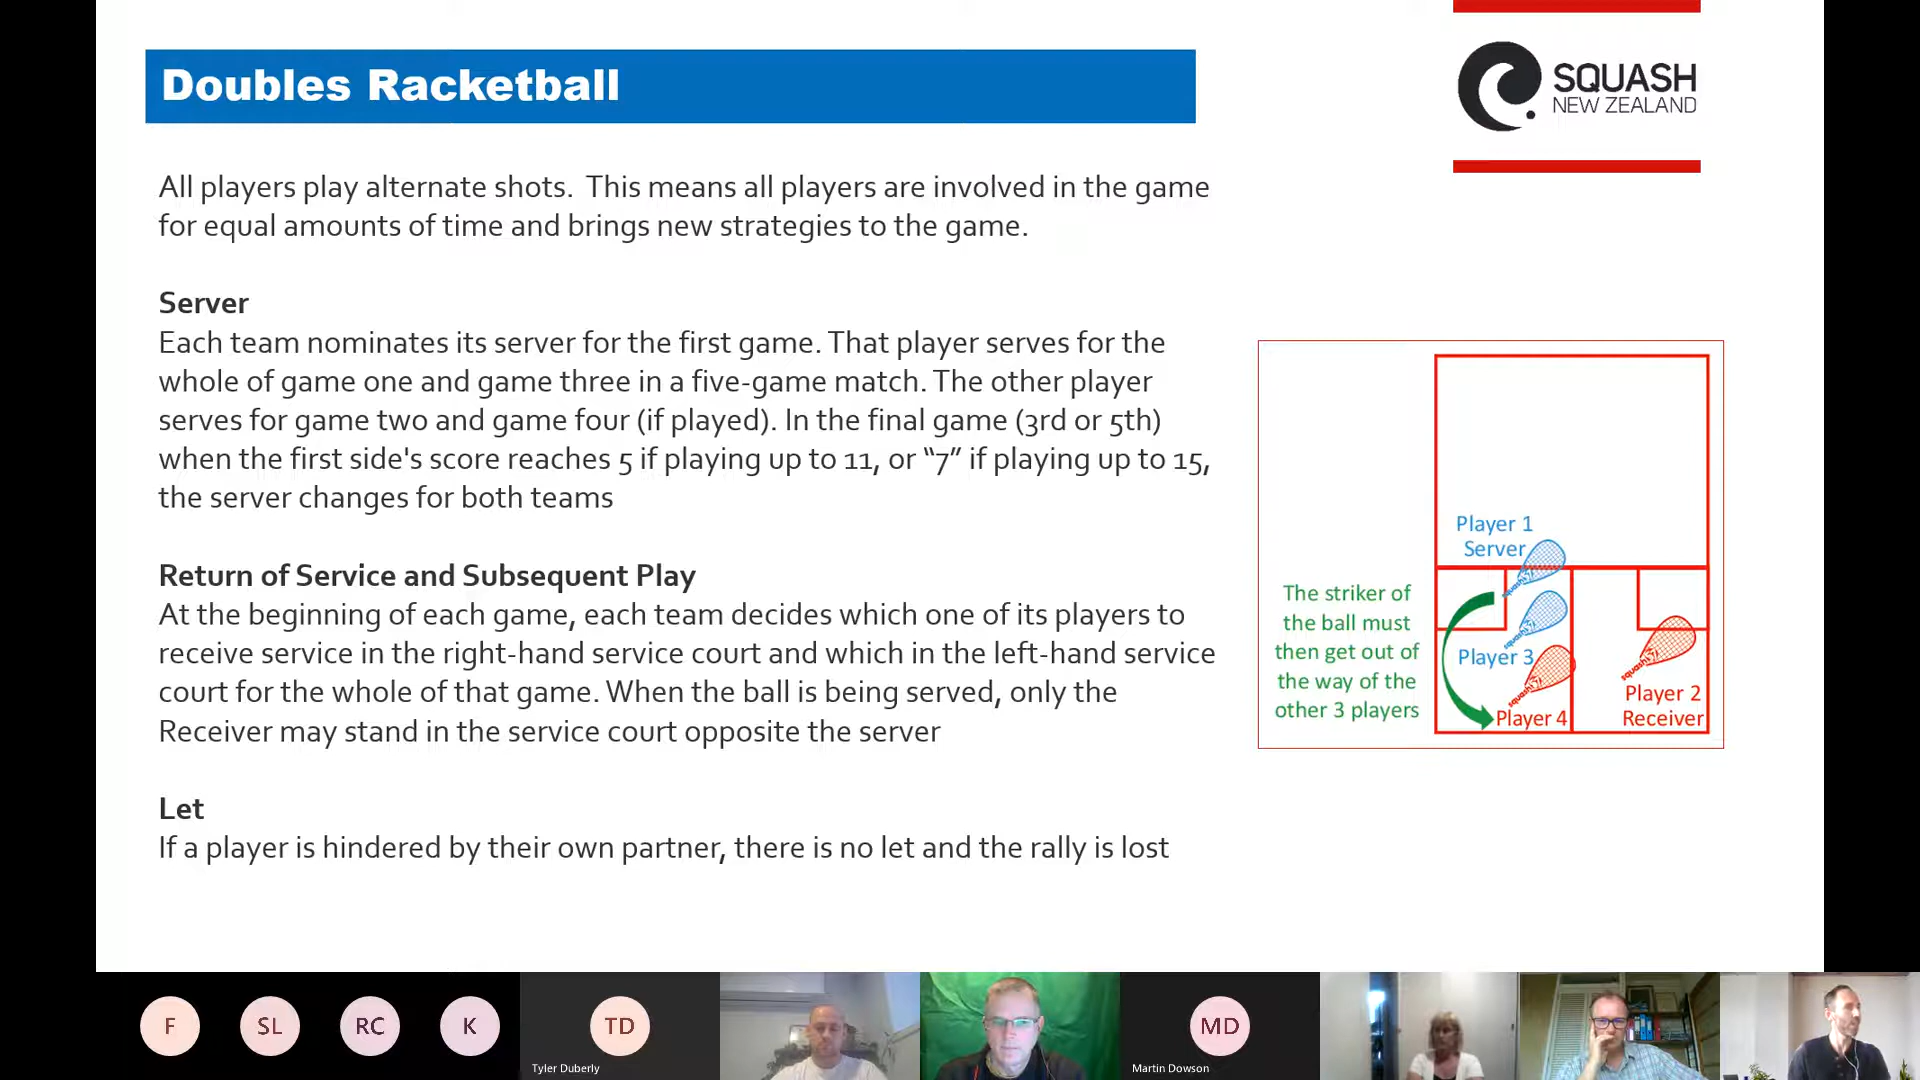 Doubles Racketball
SQUASH
NEW ZEALAND
All players play alternate shots.  This means all players are involved in the game
for equal amounts of time and brings new strategies to the game.
Server
Each team nominates its server for the first game. That player serves for the
whole of game one and game three in a five-game match. The other player
serves for game two and game four (if played). In the final game (3rd or 5th)
when the first side's score reaches 5 if playing up to 11, or “7” if playing up to 15,
the server changes for both teams
Return of Service and Subsequent Play
At the beginning of each game, each team decides which one of its players to
receive service in the right-hand service court and which in the left-hand service
court for the whole of that game. When the ball is being served, only the
Receiver may stand in the service court opposite the server
Let
If a player is hindered by their own partner, there is no let and the rally is lost
The striker of
the ball must
then get out of
the way of the
other 3 players
Player 1
Server
squash
Player 3
squash
Player 4
squash
Player 2
Receiver
squash
F
SL
RC
K
TD
Tyler Duberly
MD
Martin Dowson